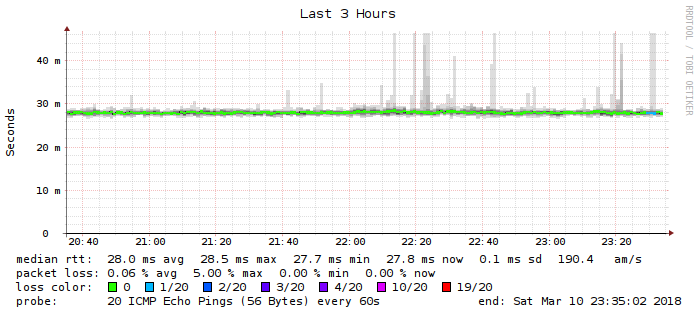 Last 3 Hours
RRDTOOL / TOBI OETIKER
Seconds
40 m
30 m
20 m
10 m
0
20:40 21:00 21:20 21:40 22:00 22:20 22:40 23:00 23:20
median rtt: 28.0 ms avg 28.5 ms max 27.7 ms min 27.8 ms now 0.1 ms sd 190.4 am/s
packet loss: 0.06 % avg 5.00 % max 0.00 % min 0.00 % now
loss color: 0 1/20 2/20 3/20 4/20 10/20 19/20
probe: 20 ICMP Echo Pings (56 Bytes) every 60s end: Sat Mar 10 23:35:02 2018